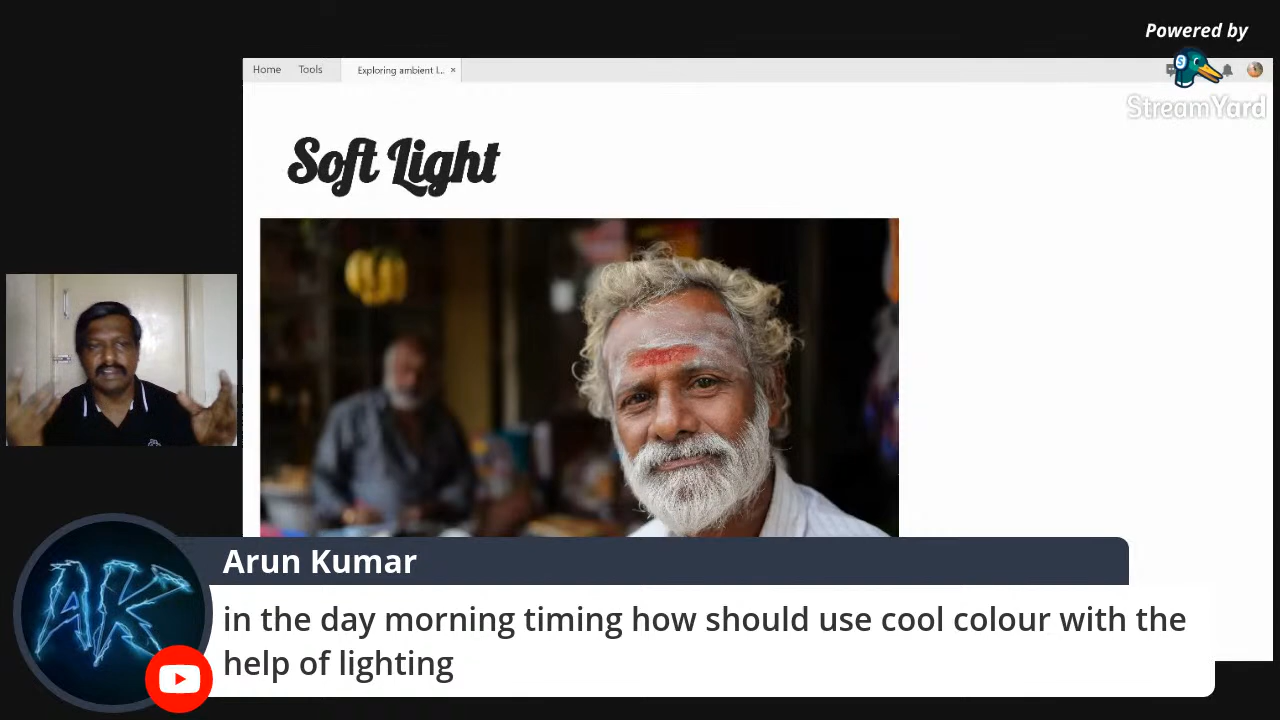 Powered by
StreamYard
Home Tools Exploring ambient l... ×
Soft Light
AK
Arun Kumar
in the day morning timing how should use cool colour with the
help of lighting